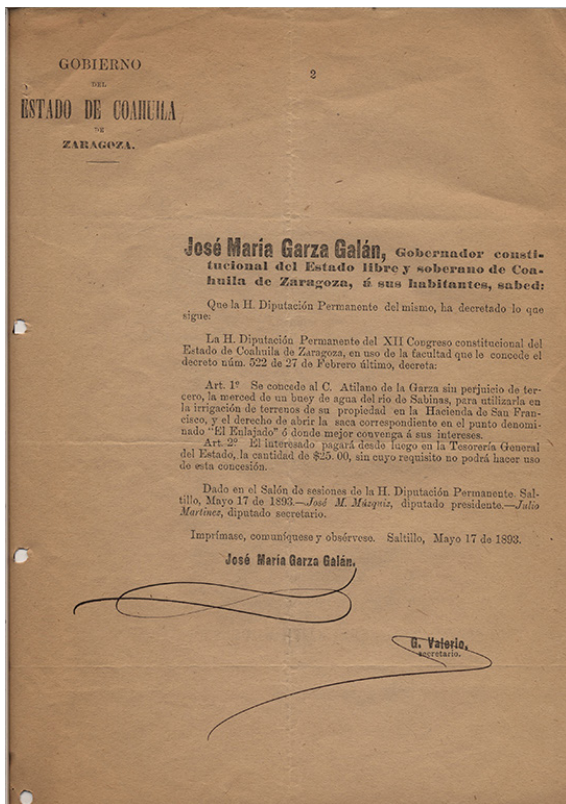 GOBIERNO
DEL
ESTADO DE COAHUILA
DE
ZARAGOZA.
2
José María Garza Galán, Gobernador consti-
tucional del Estado libre y soberano de Coa-
huila de Zaragoza, á sus habitantes, sabed:
Que la H. Diputación Permanente del mismo, ha decretado lo que
sigue:
La H. Diputación Permanente del XII Congreso constitucional del
Estado de Coahuila de Zaragoza, en uso de la facultad que le concede el
decreto núm. 522 de 27 de Febrero último, decreta:
Art. 1º Se concede al C. Atilano de la Garza sin perjuicio de ter-
cero, la merced de un buey de agua del rio de Sabinas, para utilizarla en
la irrigación de terrenos de su propiedad en la Hacienda de San Fran-
cisco, y el derecho de abrir la saca correspondiente en el punto denomi-
nado "El Enlajado" ó donde mejor convenga á sus intereses.
Art. 2º El interesado pagará desde luego en la Tesorería General
del Estado, la cantidad de $25.00, sin cuyo requisito no podrá hacer uso
de esta concesión.
Dado en el Salón de sesiones de la H. Diputación Permanente. Sal-
tillo, Mayo 17 de 1893.—José M. Múzquiz, diputado presidente.—Julio
Martinez, diputado secretario.
Imprímase, comuníquese y obsérvese. Saltillo, Mayo 17 de 1893.
José María Garza Galán.
G. Valerio,
secretario.